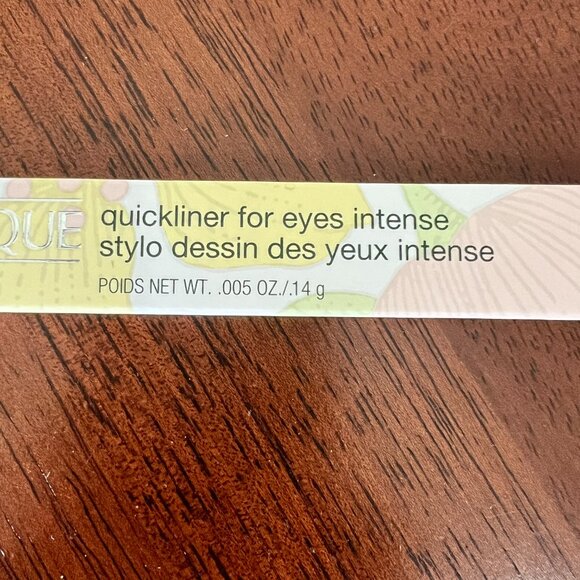 QUE
quickliner for eyes intense
stylo dessin des yeux intense
POIDS NET WT. .005 OZ./.14 g